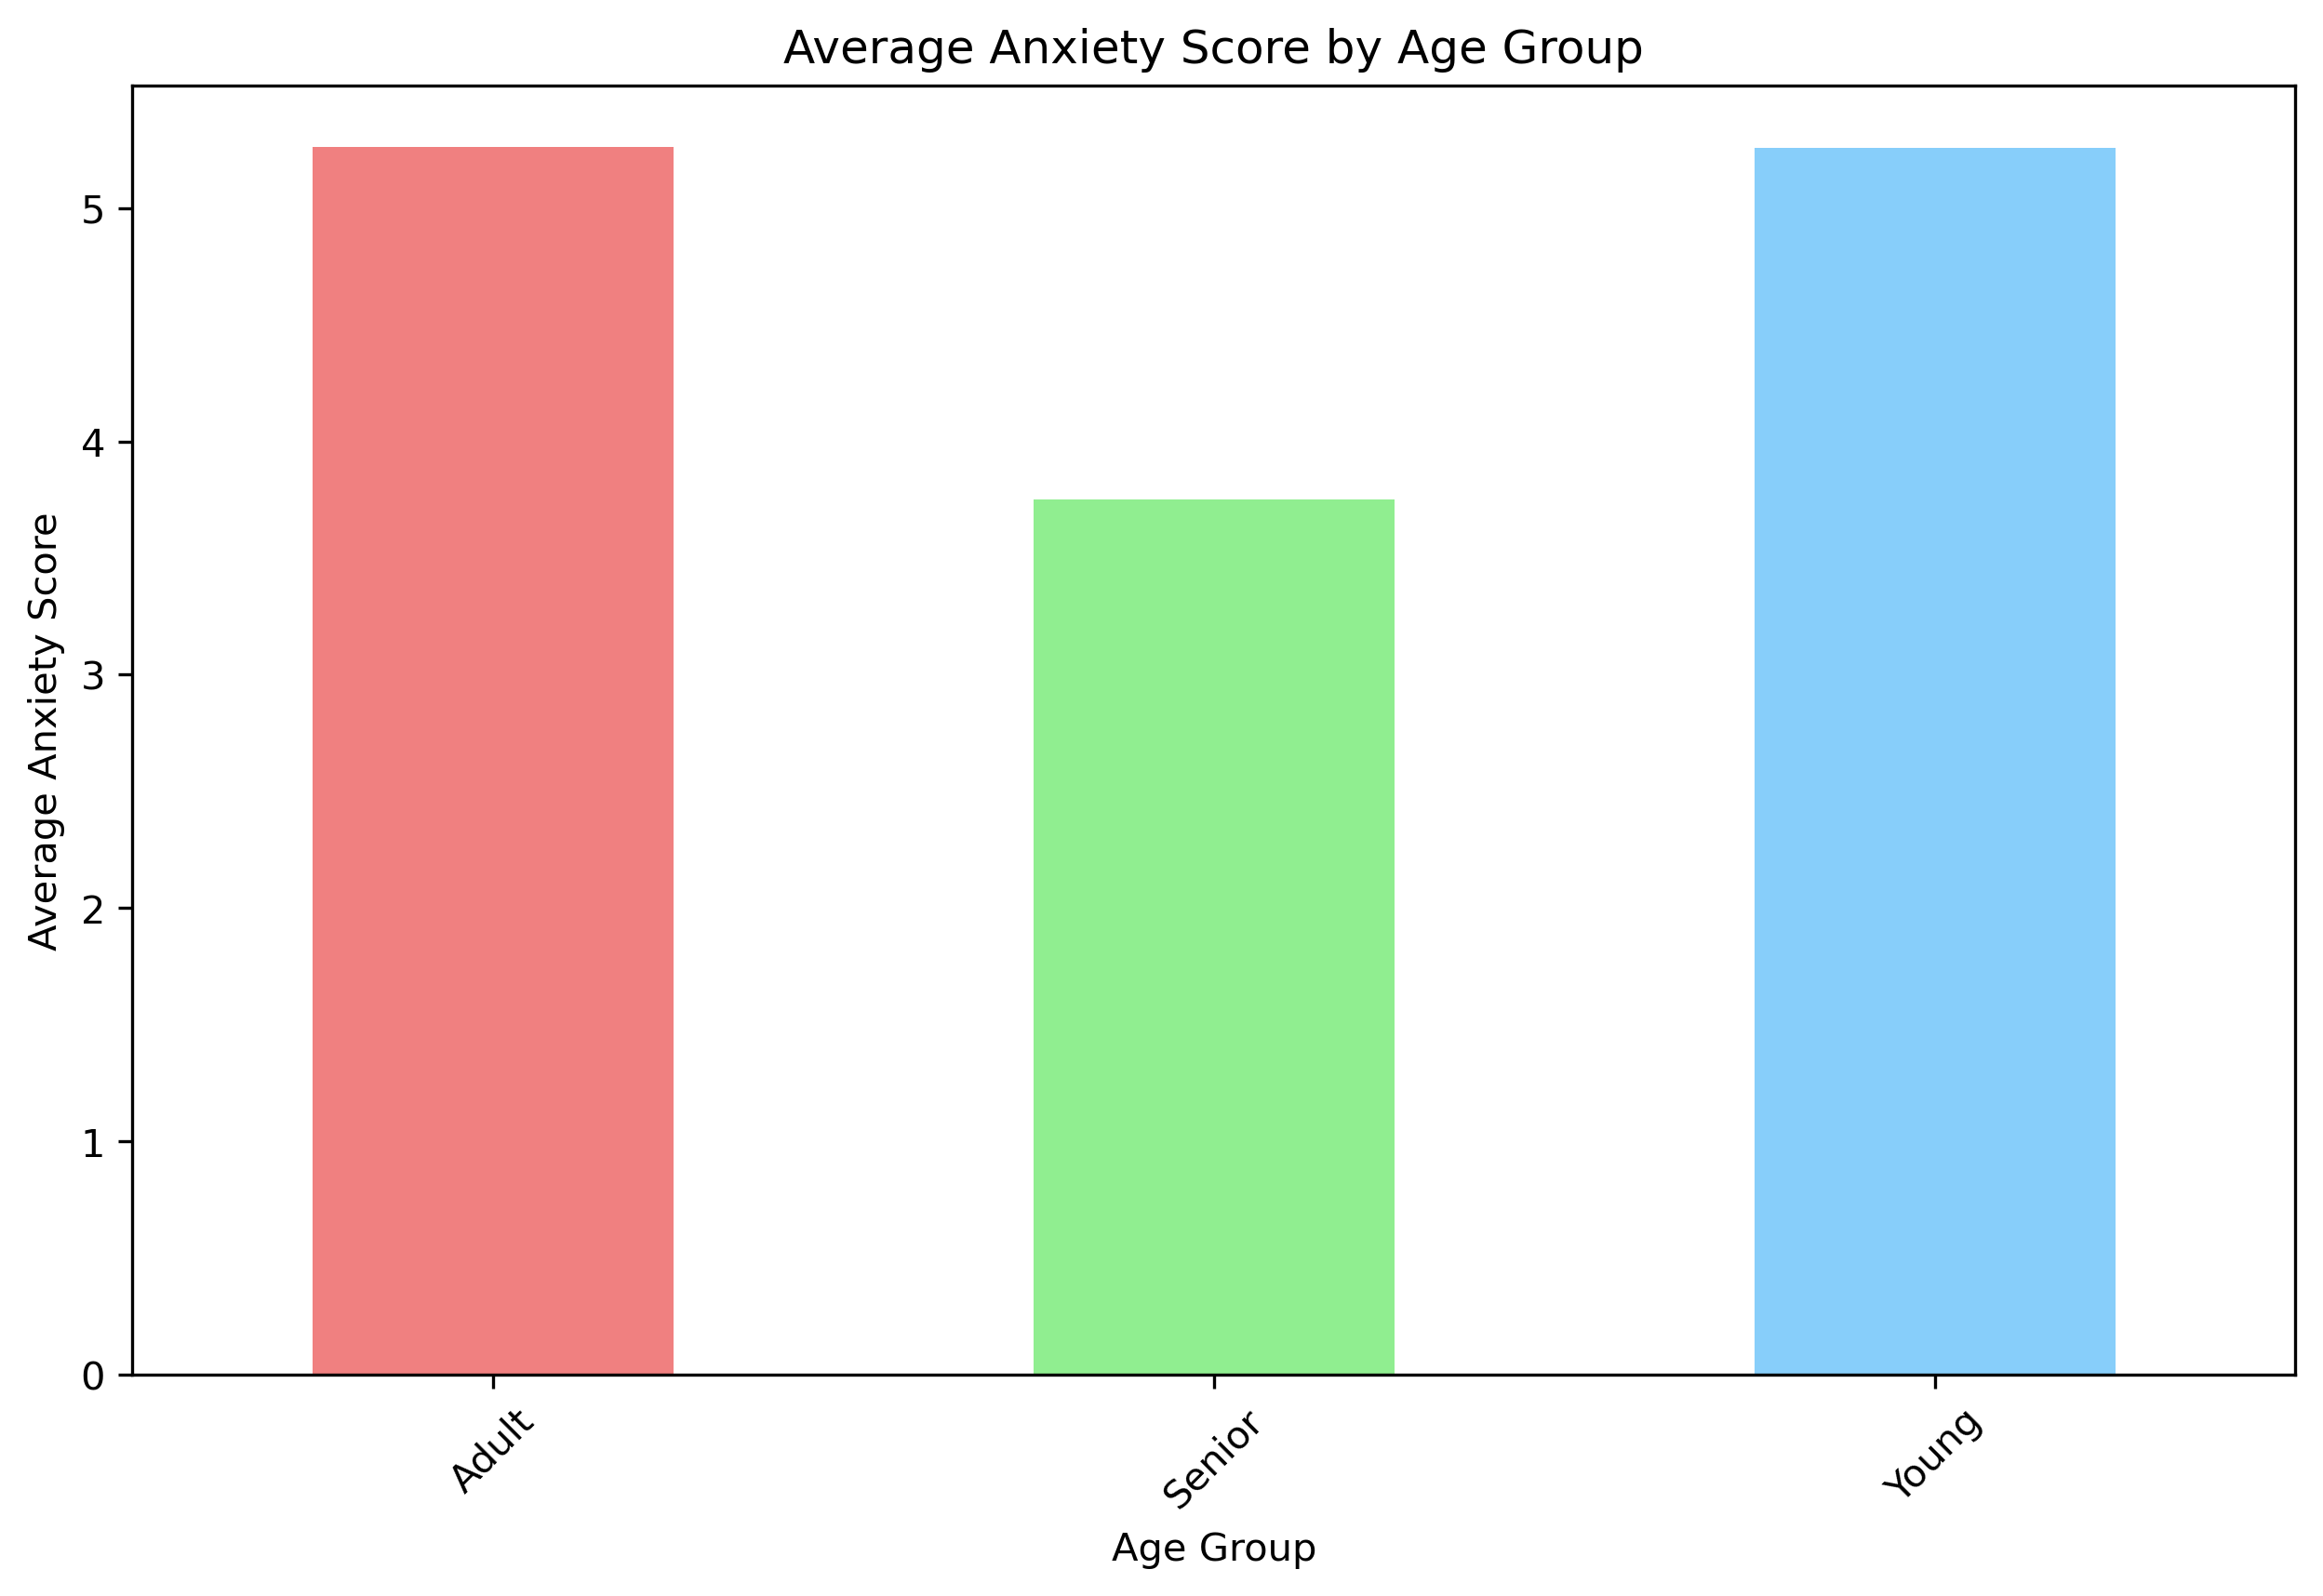 Average Anxiety Score by Age Group
Average Anxiety Score
5
4
3
2
1
0
Adult
Senior
Young
Age Group